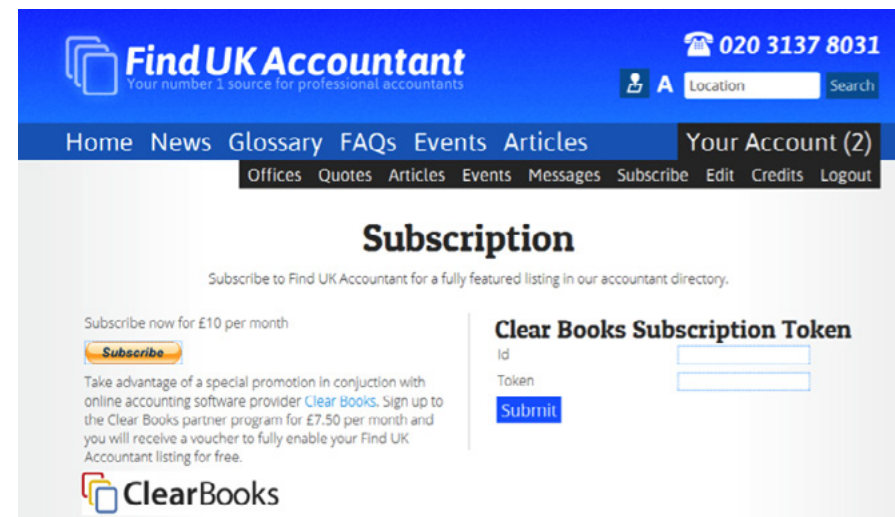 Find UK Accountant
Your number 1 source for professional accountants
020 3137 8031
A Location Search
Home News Glossary FAQs Events Articles Your Account (2)
Offices Quotes Articles Events Messages Subscribe Edit Credits Logout
Subscription
Subscribe to Find UK Accountant for a fully featured listing in our accountant directory.
Subscribe now for £10 per month
Subscribe
Take advantage of a special promotion in conjuction with
online accounting software provider Clear Books. Sign up to
the Clear Books partner program for £7.50 per month and
you will receive a voucher to fully enable your Find UK
Accountant listing for free.
ClearBooks
Clear Books Subscription Token
Id
Token
Submit